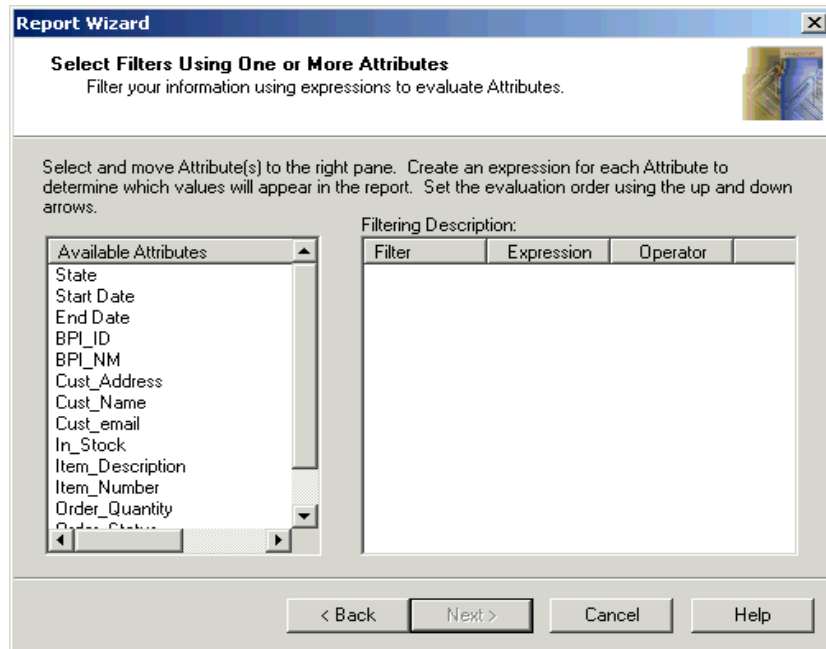 Report Wizard
Select Filters Using One or More Attributes
Filter your information using expressions to evaluate Attributes.
Select and move Attribute(s) to the right pane. Create an expression for each Attribute to
determine which values will appear in the report. Set the evaluation order using the up and down
arrows.
Filtering Description:
Available Attributes
Filter Expression Operator
State
Start Date
End Date
BPI_ID
BPI_NM
Cust_Address
Cust_Name
Cust_email
In_Stock
Item_Description
Item_Number
Order_Quantity
Order_Status
< Back Next > Cancel Help